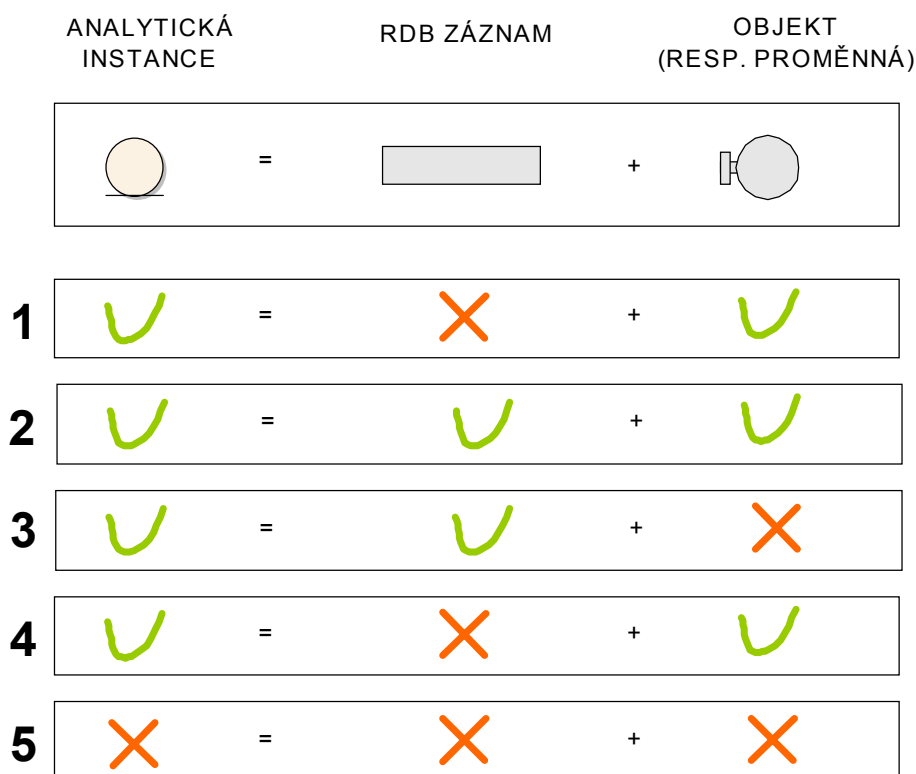 ANALYTICKÁ
INSTANCE
RDB ZÁZNAM
OBJEKT
(RESP. PROMĚNNÁ)
= +
1 = +
2 = +
3 = +
4 = +
5 = +